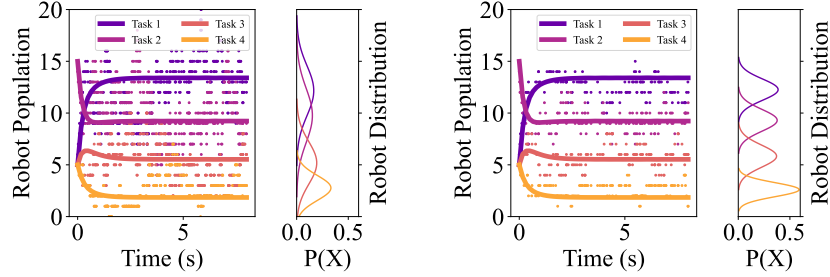 20
15
10
5
0
Robot Population
Task 1
Task 2
Task 3
Task 4
0
5
Time (s)
0.0
0.5
P(X)
Robot Distribution
20
15
10
5
0
Robot Population
Task 1
Task 2
Task 3
Task 4
0
5
Time (s)
0.0
0.5
P(X)
Robot Distribution